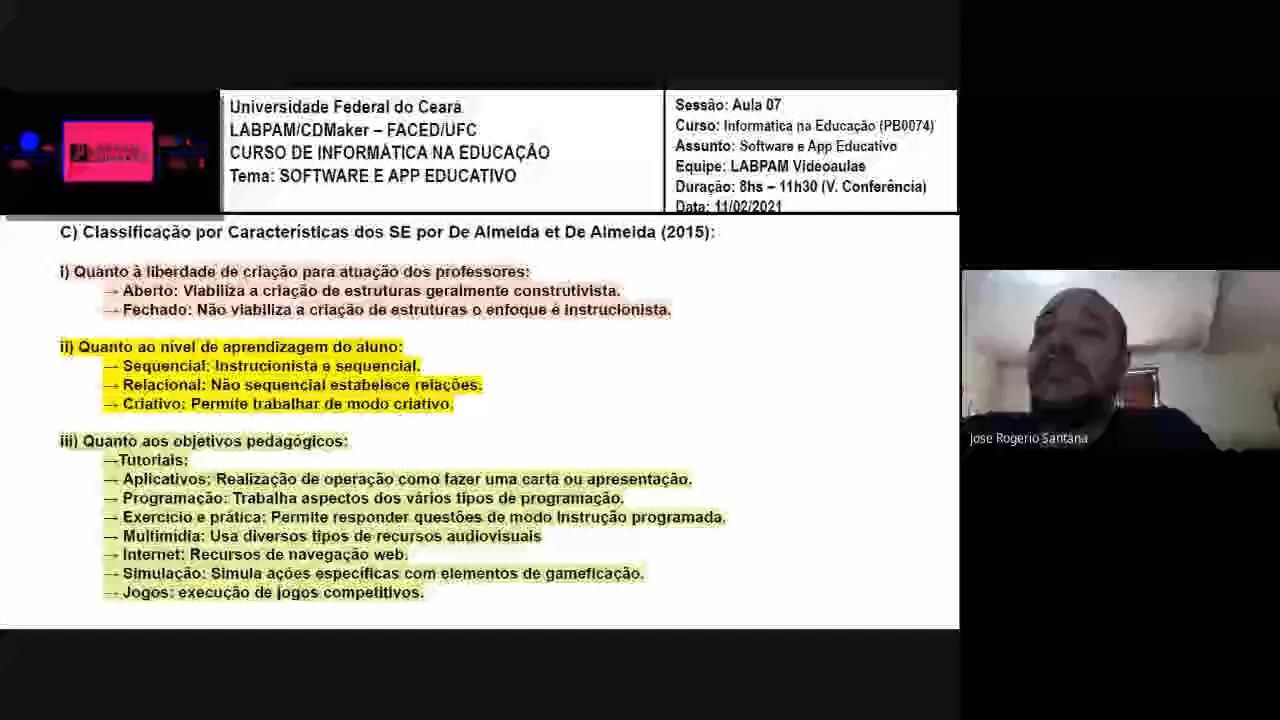 Universidade Federal do Ceará
LABPAM/CDMaker – FACED/UFC
CURSO DE INFORMÁTICA NA EDUCAÇÃO
Tema: SOFTWARE E APP EDUCATIVO
Sessão: Aula 07
Curso: Informática na Educação (PB0074)
Assunto: Software e App Educativo
Equipe: LABPAM Videoaulas
Duração: 8hs – 11h30 (V. Conferência)
Data: 11/02/2021
C) Classificação por Características dos SE por De Almeida et De Almeida (2015):
i) Quanto à liberdade de criação para atuação dos professores:
→ Aberto: Viabiliza a criação de estruturas geralmente construtivista.
→ Fechado: Não viabiliza a criação de estruturas o enfoque é instrucionista.
ii) Quanto ao nível de aprendizagem do aluno:
→ Sequencial: Instrucionista e sequencial.
→ Relacional: Não sequencial estabelece relações.
→ Criativo: Permite trabalhar de modo criativo.
iii) Quanto aos objetivos pedagógicos:
→Tutoriais:
→ Aplicativos: Realização de operação como fazer uma carta ou apresentação.
→ Programação: Trabalha aspectos dos vários tipos de programação.
→ Exercício e prática: Permite responder questões de modo Instrução programada.
→ Multimídia: Usa diversos tipos de recursos audiovisuais
→ Internet: Recursos de navegação web.
→ Simulação: Simula ações específicas com elementos de gameficação.
→ Jogos: execução de jogos competitivos.
Jose Rogerio Santana